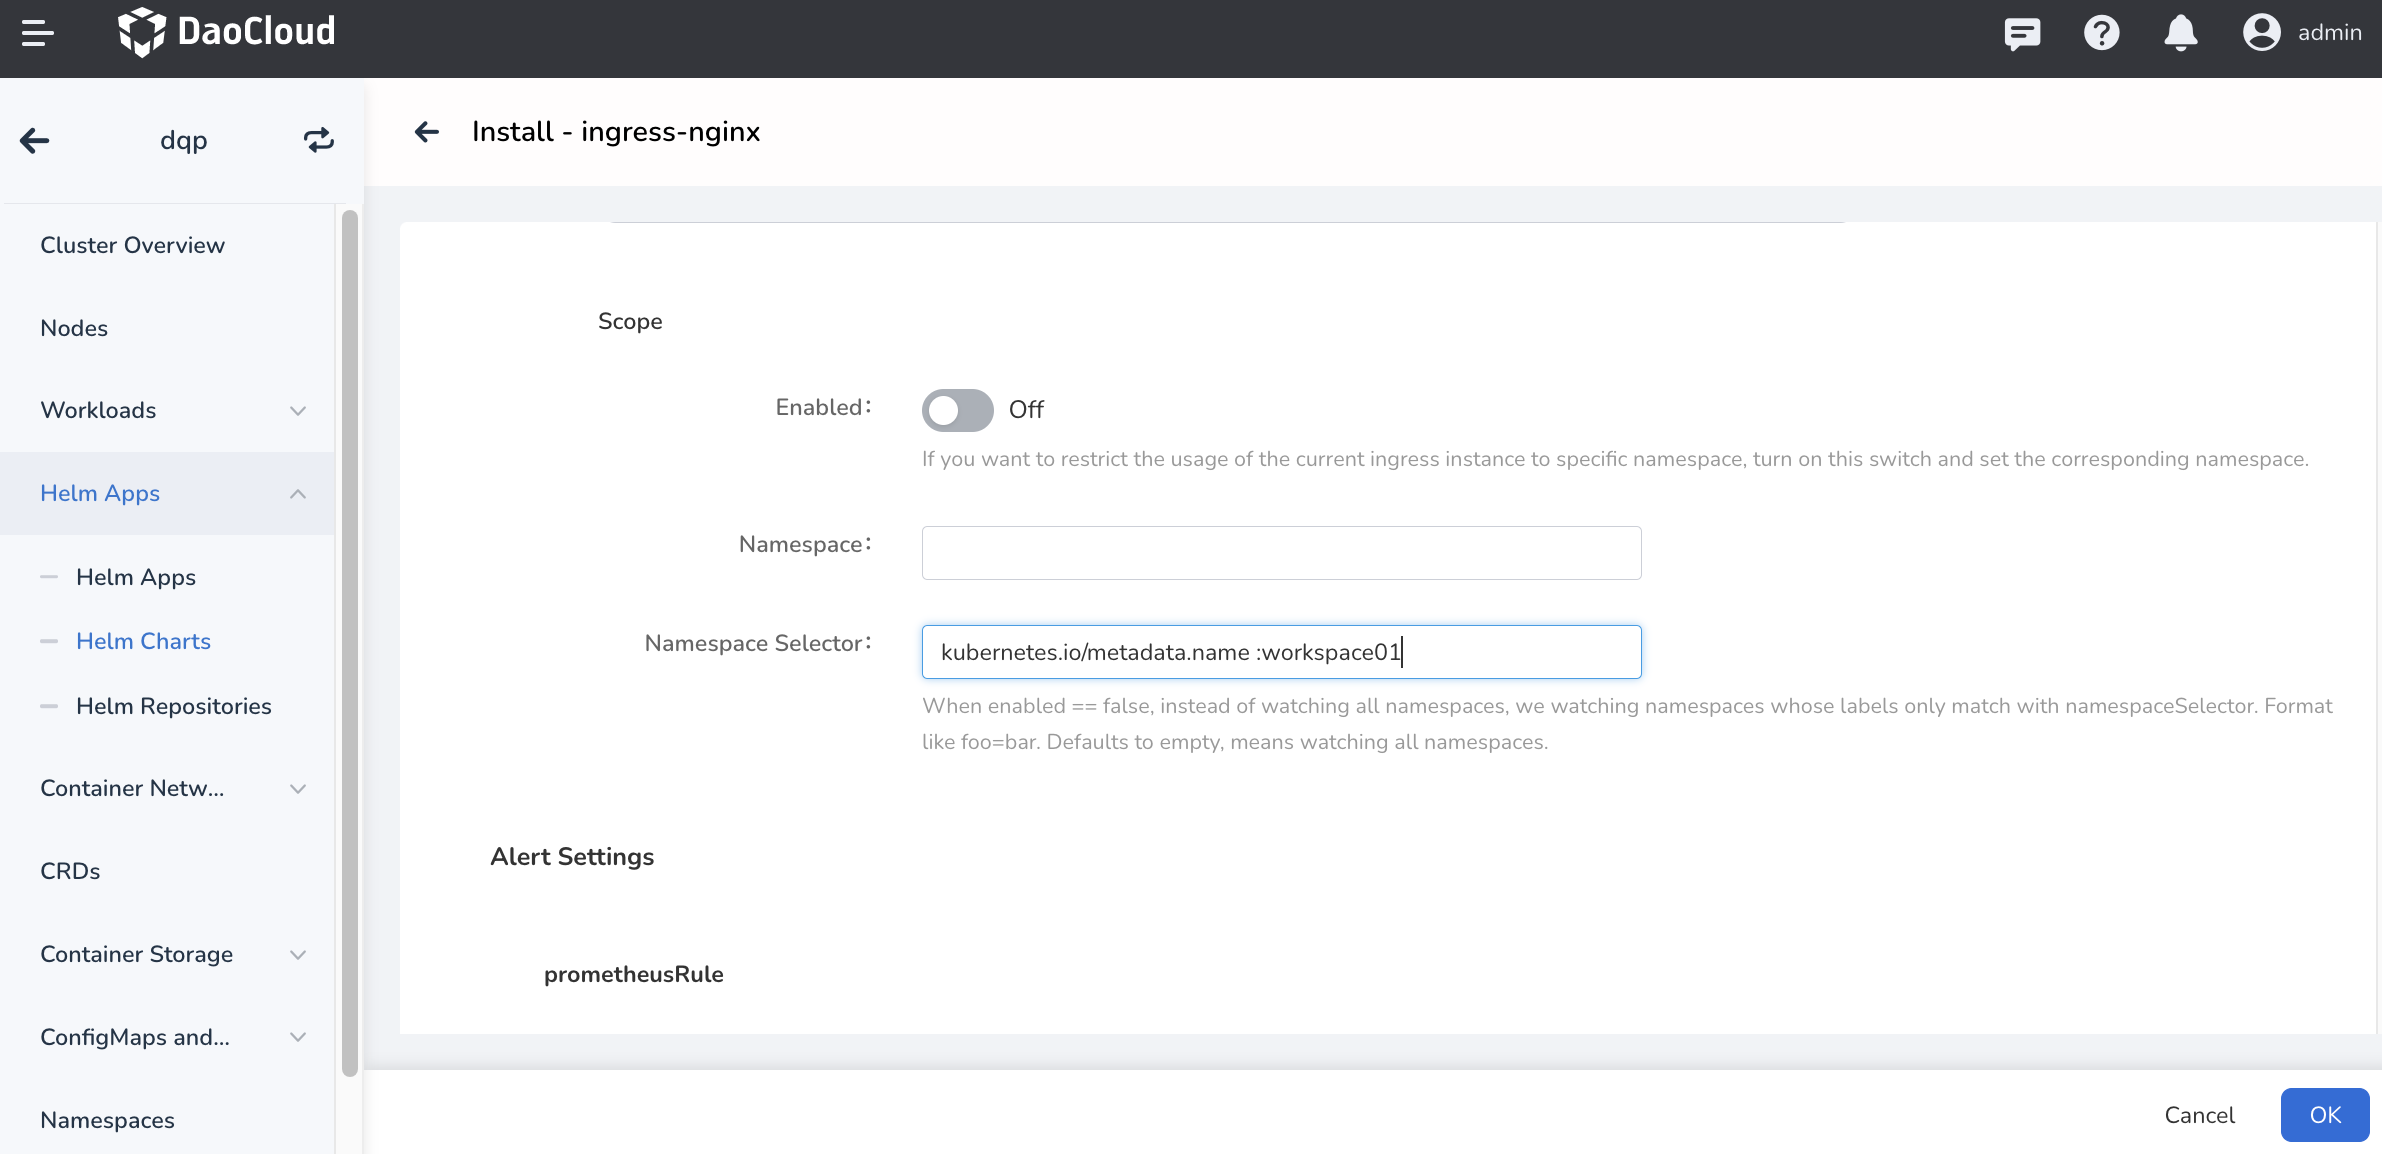 DaoCloud
admin
dqp
Install - ingress-nginx
Cluster Overview
Nodes
Workloads
Helm Apps
Helm Apps
Helm Charts
Helm Repositories
Container Netw...
CRDs
Container Storage
ConfigMaps and...
Namespaces
Scope
Enabled:
Off
If you want to restrict the usage of the current ingress instance to specific namespace, turn on this switch and set the corresponding namespace.
Namespace:
Namespace Selector:
kubernetes.io/metadata.name :workspace01
When enabled == false, instead of watching all namespaces, we watching namespaces whose labels only match with namespaceSelector. Format
like foo=bar. Defaults to empty, means watching all namespaces.
Alert Settings
prometheusRule
Cancel
OK